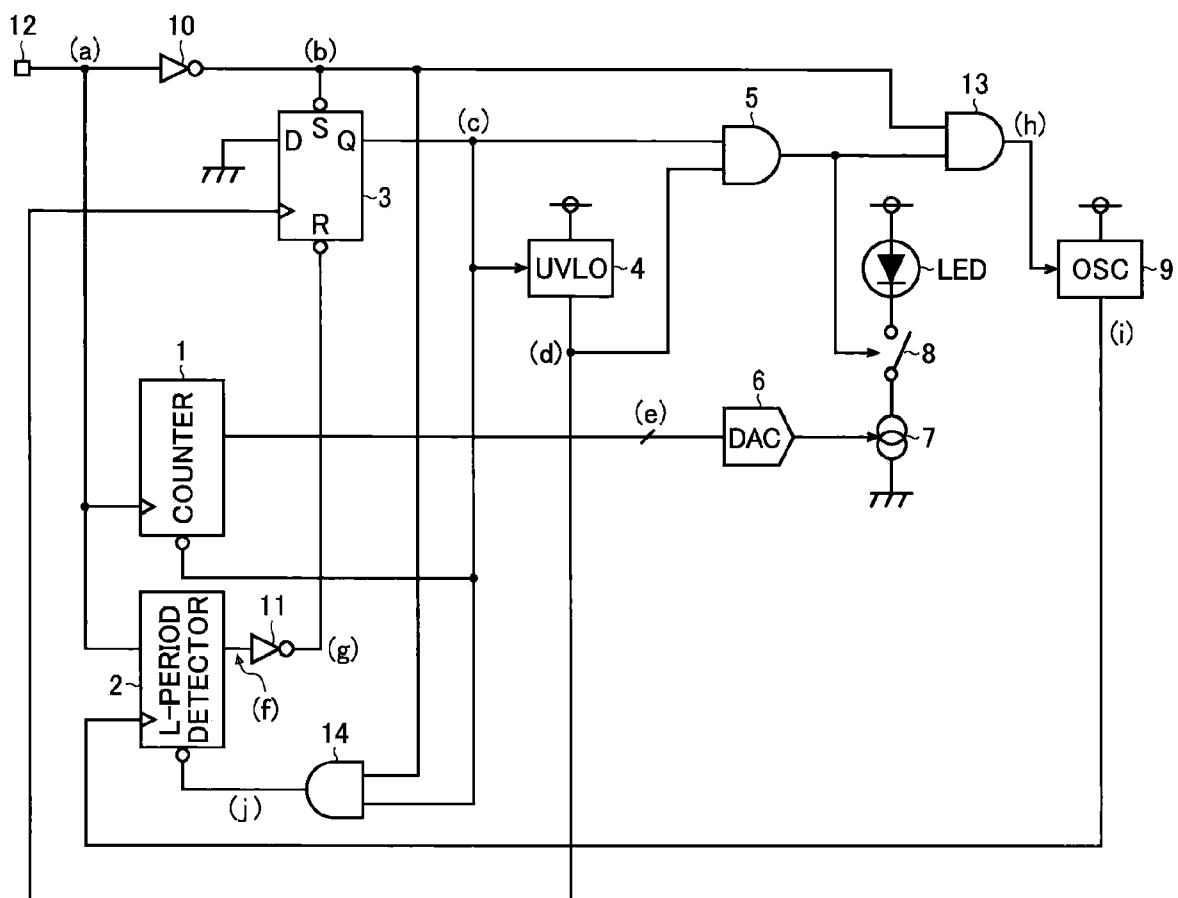 12
(a)
10
(b)
D
S
Q
R
3
(c)
5
13
(h)
UVLO
4
LED
OSC
9
(d)
8
(i)
1
COUNTER
(e)
6
DAC
7
L-PERIOD
DETECTOR
2
11
(f)
(g)
14
(j)